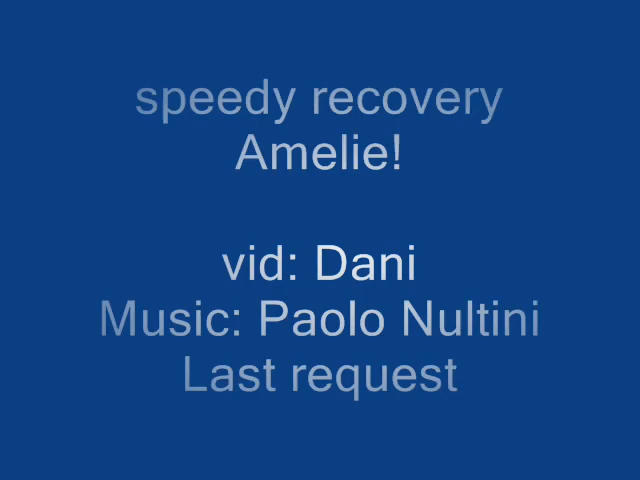 speedy recovery
Amelie!
vid: Dani
Music: Paolo Nultini
Last request